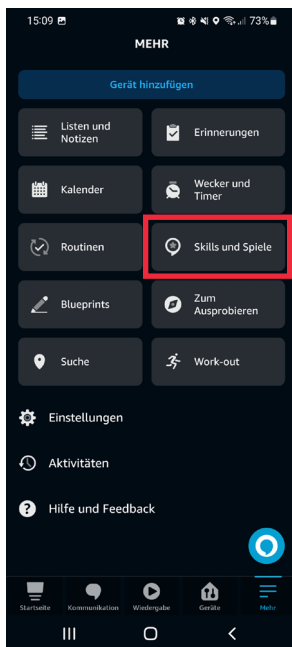 15:09 73%
MEHR
Gerät hinzufügen
Listen und
Notizen
Erinnerungen
Kalender
Wecker und
Timer
Routinen
Skills und Spiele
Blueprints
Zum
Ausprobieren
Suche
Work-out
Einstellungen
Aktivitäten
Hilfe und Feedback
Startseite Kommunikation Wiedergabe Geräte Mehr